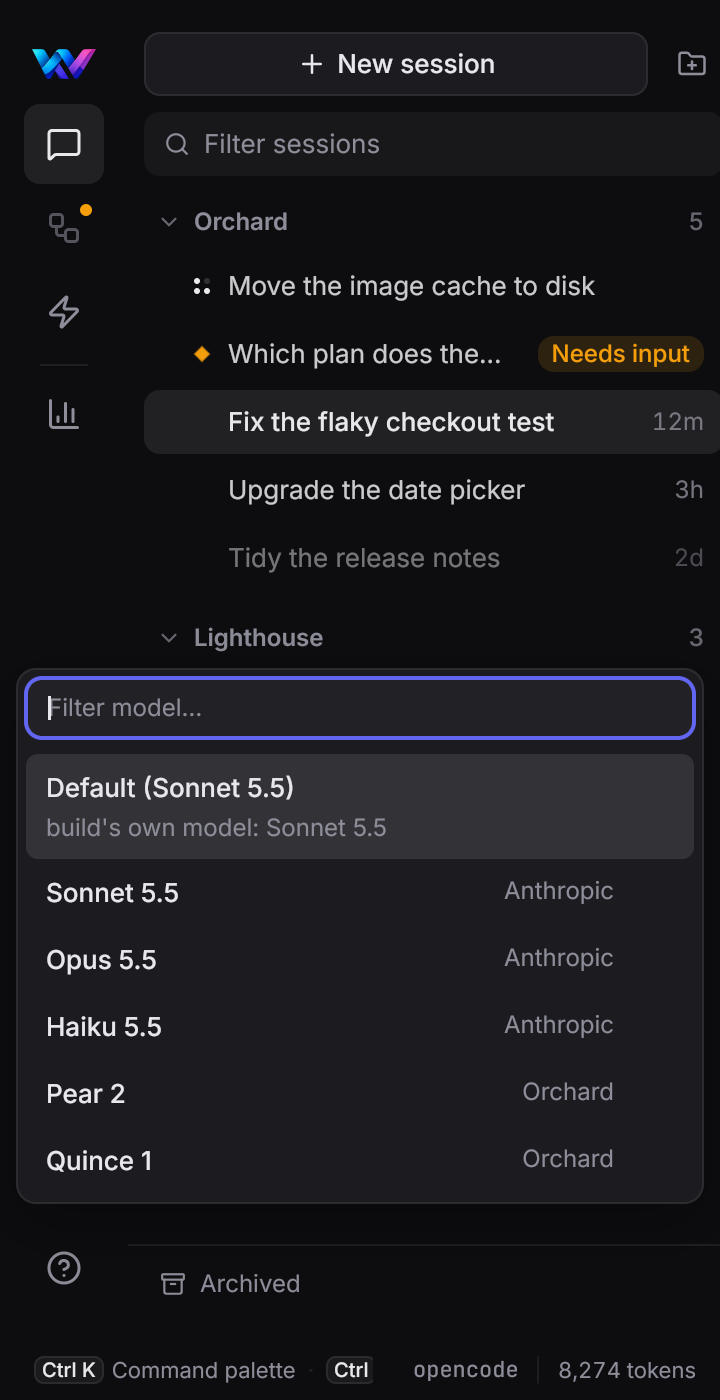 New session
Filter sessions
Orchard 5
Move the image cache to disk
Which plan does the... Needs input
Fix the flaky checkout test 12m
Upgrade the date picker 3h
Tidy the release notes 2d
Lighthouse 3
Filter model...
Default (Sonnet 5.5)
build's own model: Sonnet 5.5
Sonnet 5.5 Anthropic
Opus 5.5 Anthropic
Haiku 5.5 Anthropic
Pear 2 Orchard
Quince 1 Orchard
Archived
Ctrl K Command palette · Ctrl opencode 8,274 tokens